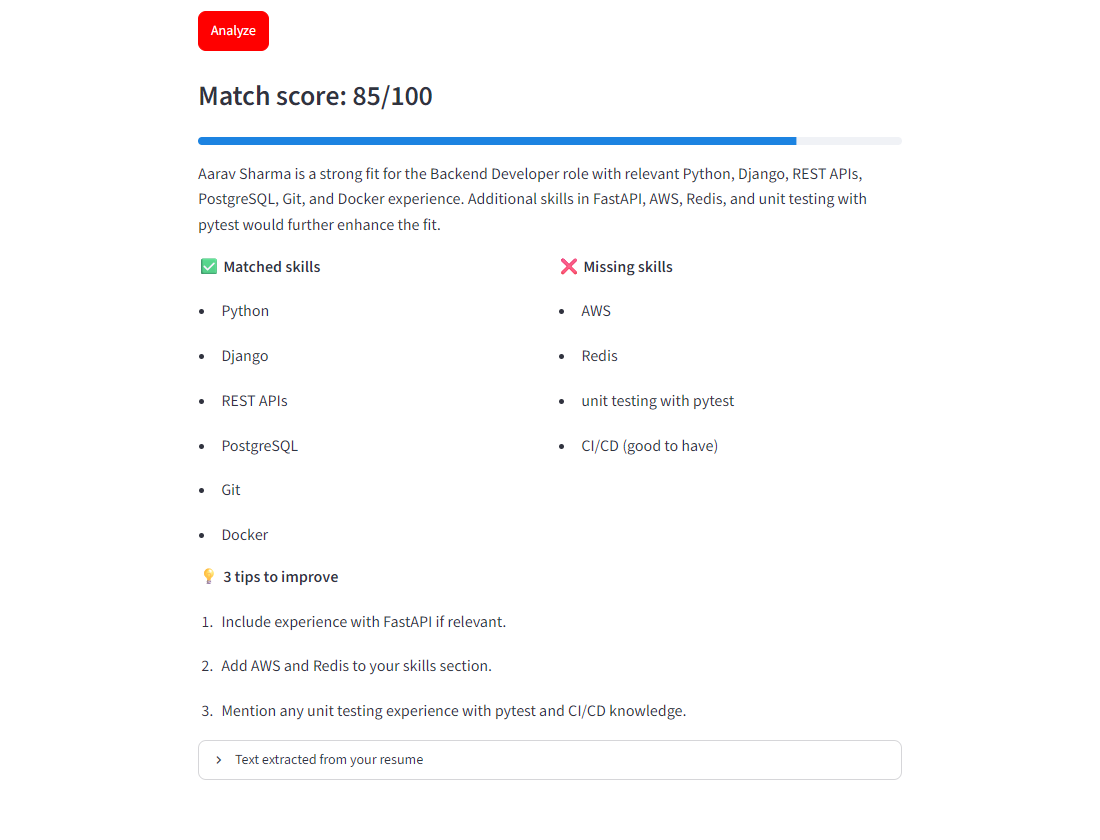 Analyze
Match score: 85/100
Aarav Sharma is a strong fit for the Backend Developer role with relevant Python, Django, REST APIs,
PostgreSQL, Git, and Docker experience. Additional skills in FastAPI, AWS, Redis, and unit testing with
pytest would further enhance the fit.
✅ Matched skills
• Python
• Django
• REST APIs
• PostgreSQL
• Git
• Docker
❌ Missing skills
• AWS
• Redis
• unit testing with pytest
• CI/CD (good to have)
💡 3 tips to improve
1. Include experience with FastAPI if relevant.
2. Add AWS and Redis to your skills section.
3. Mention any unit testing experience with pytest and CI/CD knowledge.
Text extracted from your resume